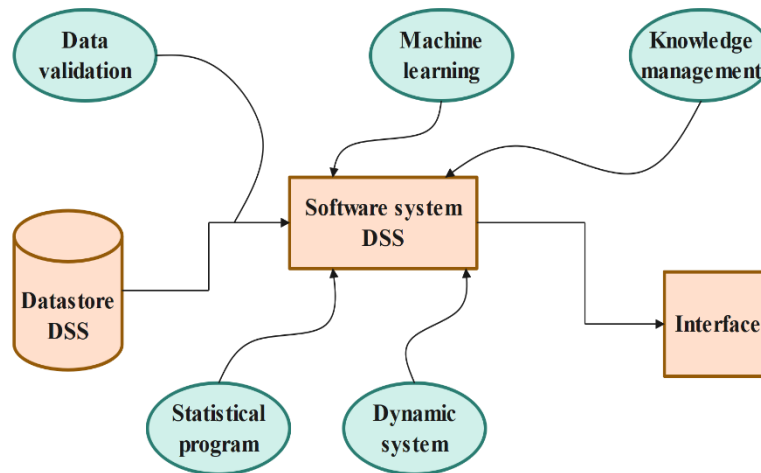 Data
validation
Machine
learning
Knowledge
management
Software system
DSS
Datastore
DSS
Interface
Statistical
program
Dynamic
system